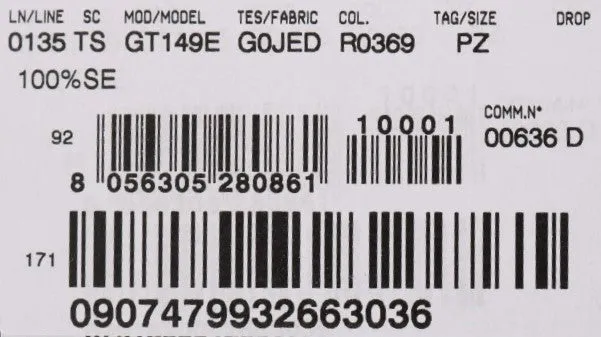 LN/LINE SC MOD/MODEL TES/FABRIC COL. TAG/SIZE DROP
0135 TS GT149E G0JED R0369 PZ
100%SE
COMM.N°
00636 D
10001
92
8 056305 280861
171
0907479932663036